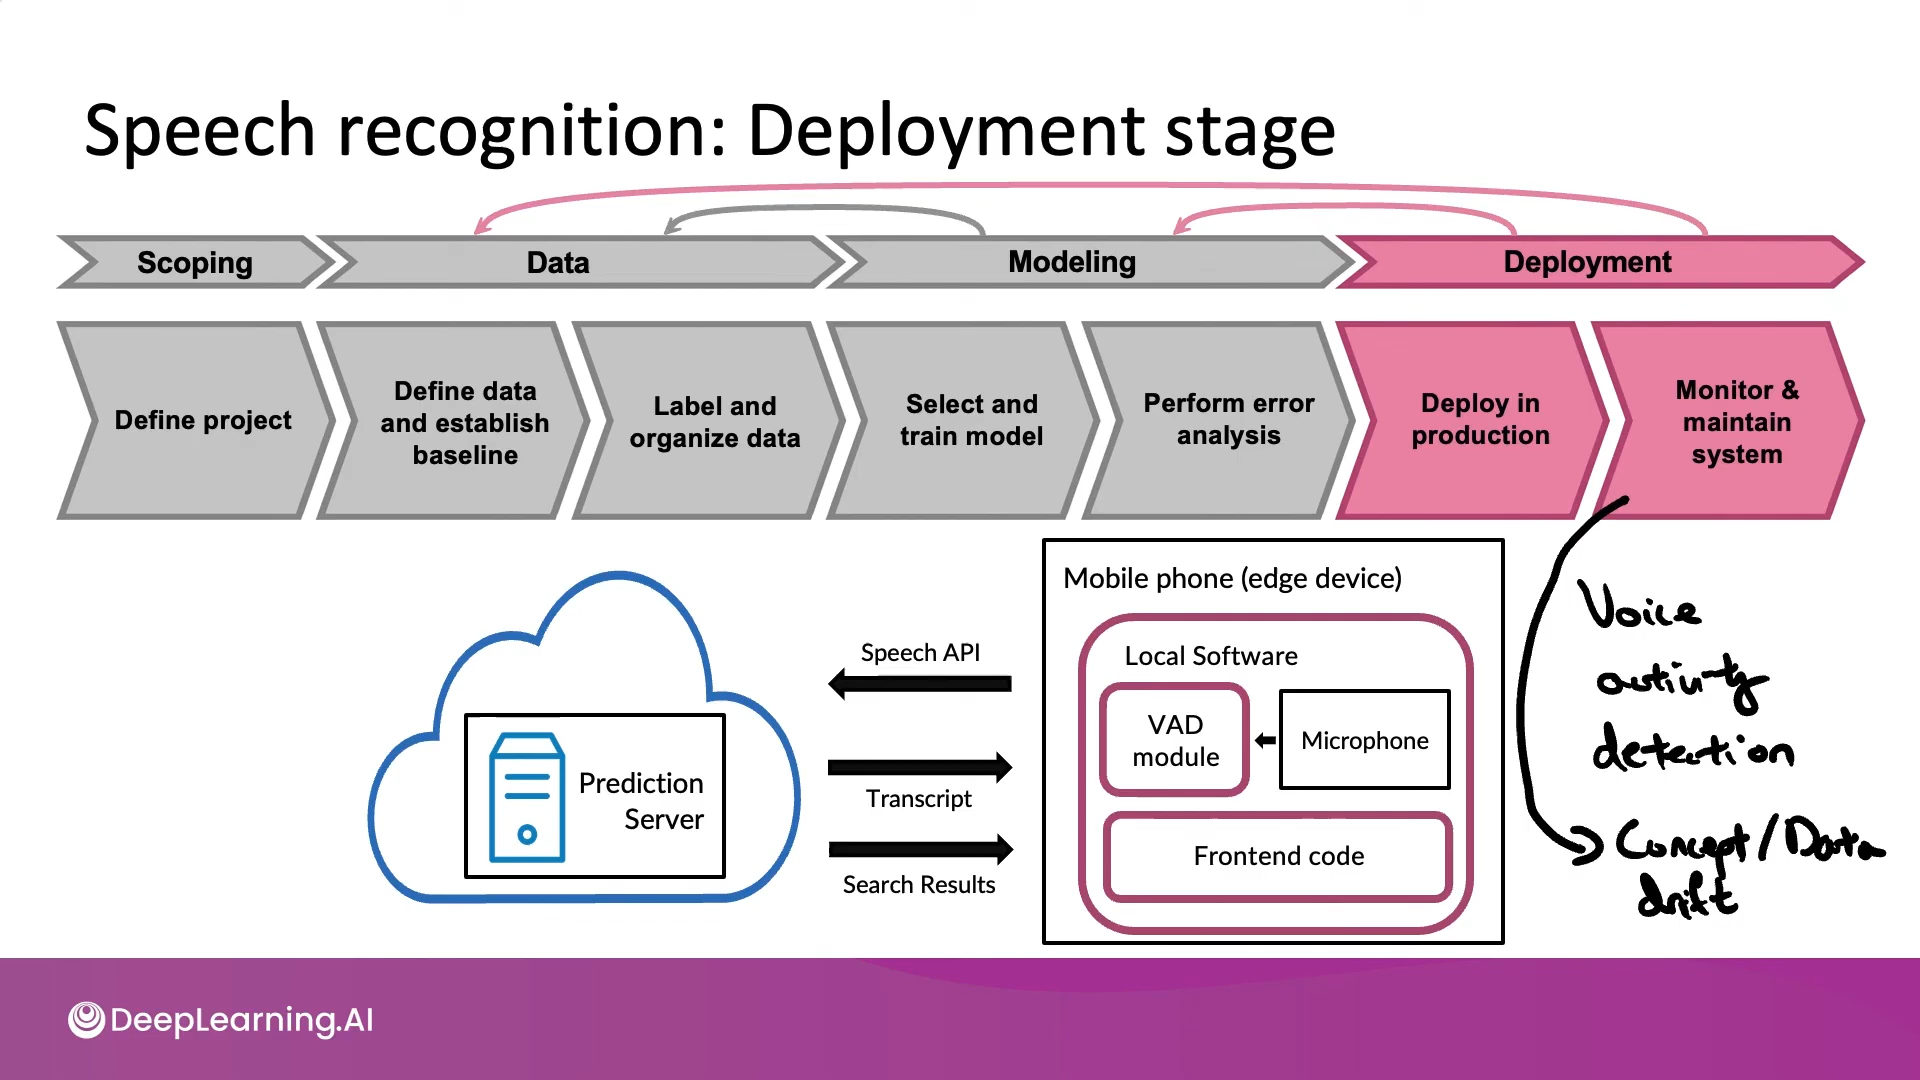 Speech recognition: Deployment stage
Scoping
Data
Modeling
Deployment
Define project
Define data
and establish
baseline
Label and
organize data
Select and
train model
Perform error
analysis
Deploy in
production
Monitor &
maintain
system
Prediction
Server
Speech API
Transcript
Search Results
Mobile phone (edge device)
Local Software
VAD
module
Microphone
Frontend code
Voice
activity
detection
Concept/Data
drift
DeepLearning.AI